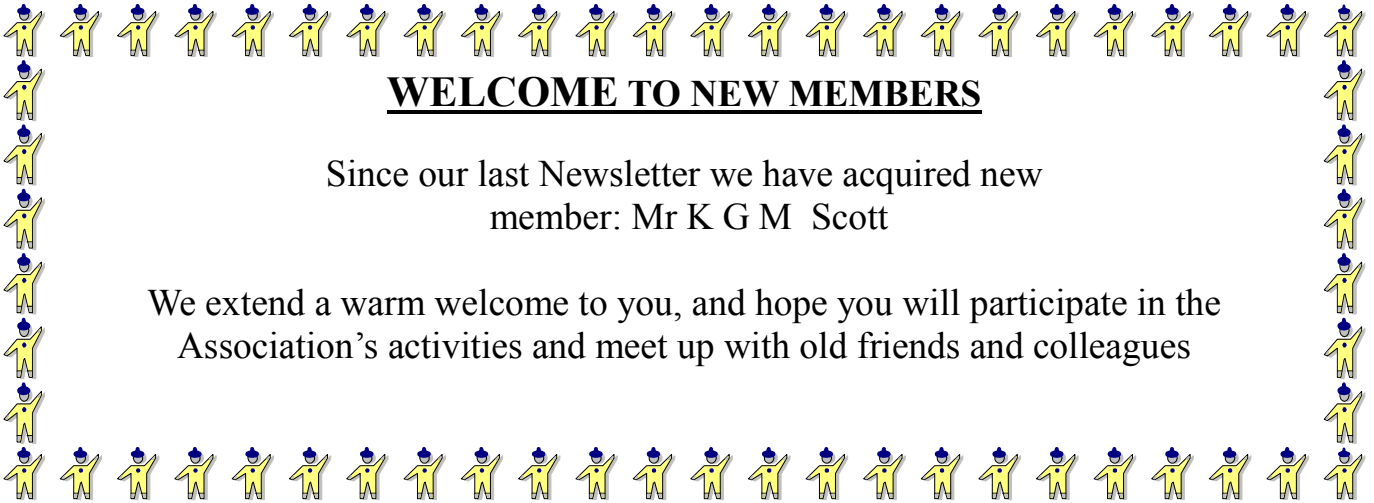 WELCOME TO NEW MEMBERS
Since our last Newsletter we have acquired new
member: Mr K G M  Scott
We extend a warm welcome to you, and hope you will participate in the
Association’s activities and meet up with old friends and colleagues